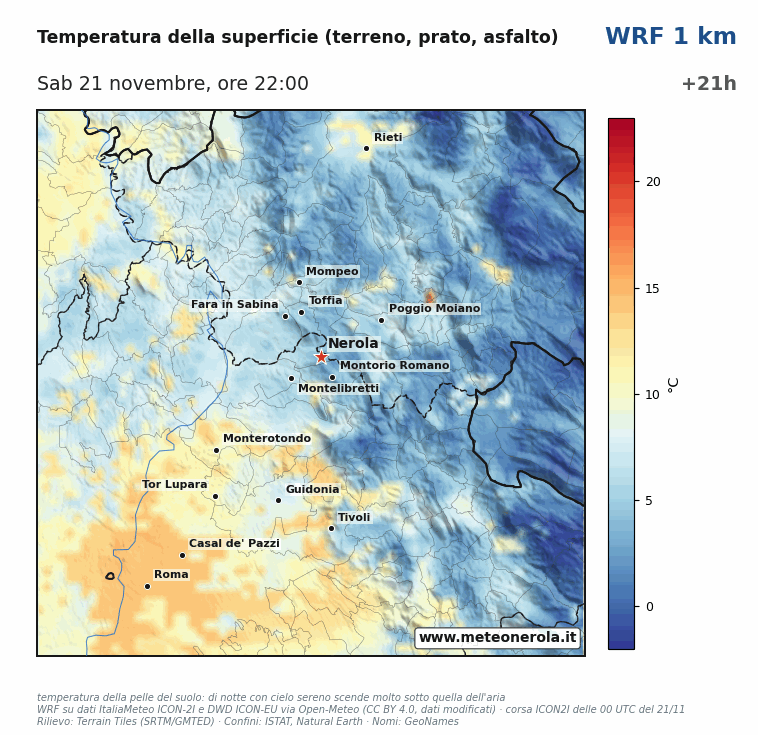 Temperatura della superficie (terreno, prato, asfalto)
WRF 1 km
Sab 21 novembre, ore 22:00
+21h
Rieti
20
Mompeo
Fara in Sabina
Toffia
Poggio Moiano
15
Nerola
Montorio Romano
Montelibretti
10
°C
Monterotondo
Tor Lupara
Guidonia
5
Tivoli
Casal de' Pazzi
Roma
0
www.meteonerola.it
temperatura della pelle del suolo: di notte con cielo sereno scende molto sotto quella dell'aria
WRF su dati ItaliaMeteo ICON-2I e DWD ICON-EU via Open-Meteo (CC BY 4.0, dati modificati) · corsa ICON2I delle 00 UTC del 21/11
Rilievo: Terrain Tiles (SRTM/GMTED) · Confini: ISTAT, Natural Earth · Nomi: GeoNames